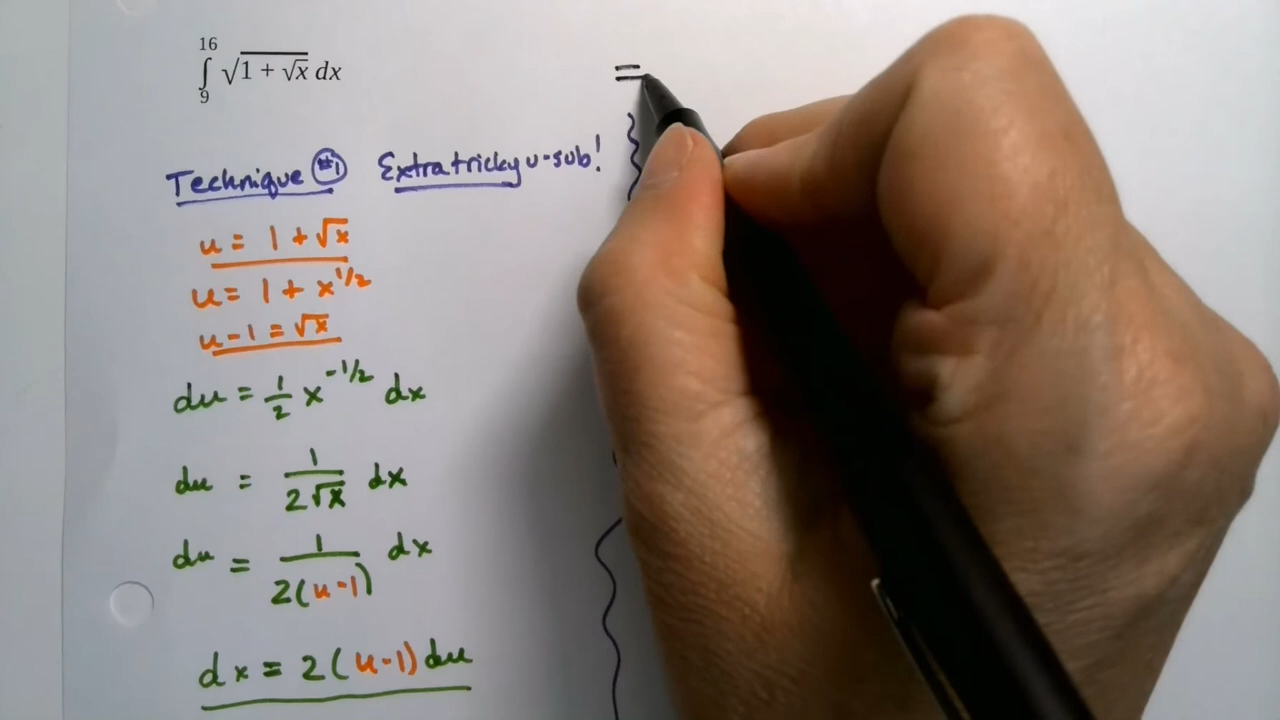 ∫₉¹⁶ √(1 + √x) dx
=
Technique #1 Extra tricky u-sub!
u = 1 + √x
u = 1 + x^1/2
u - 1 = √x
du = 1/2 x^-1/2 dx
du = 1/(2√x) dx
du = 1/(2(u-1)) dx
dx = 2(u-1)du